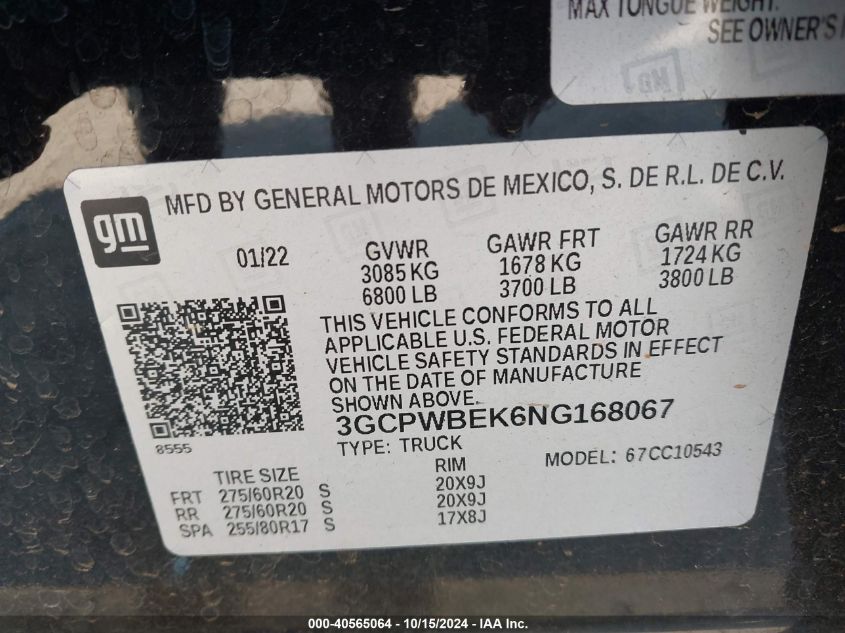 MAX TONGUE WEIGHT:
SEE OWNER'S
GM
gm
MFD BY GENERAL MOTORS DE MEXICO, S. DE R.L. DE C.V.
01/22 GVWR GAWR FRT GAWR RR
3085 KG 1678 KG 1724 KG
6800 LB 3700 LB 3800 LB
THIS VEHICLE CONFORMS TO ALL
APPLICABLE U.S. FEDERAL MOTOR
VEHICLE SAFETY STANDARDS IN EFFECT
ON THE DATE OF MANUFACTURE
SHOWN ABOVE.
3GCPWBEK6NG168067
8555 TYPE: TRUCK MODEL: 67CC10543
TIRE SIZE RIM
FRT 275/60R20 S 20X9J
RR 275/60R20 S 20X9J
SPA 255/80R17 S 17X8J
000-40565064 - 10/15/2024 - IAA Inc.